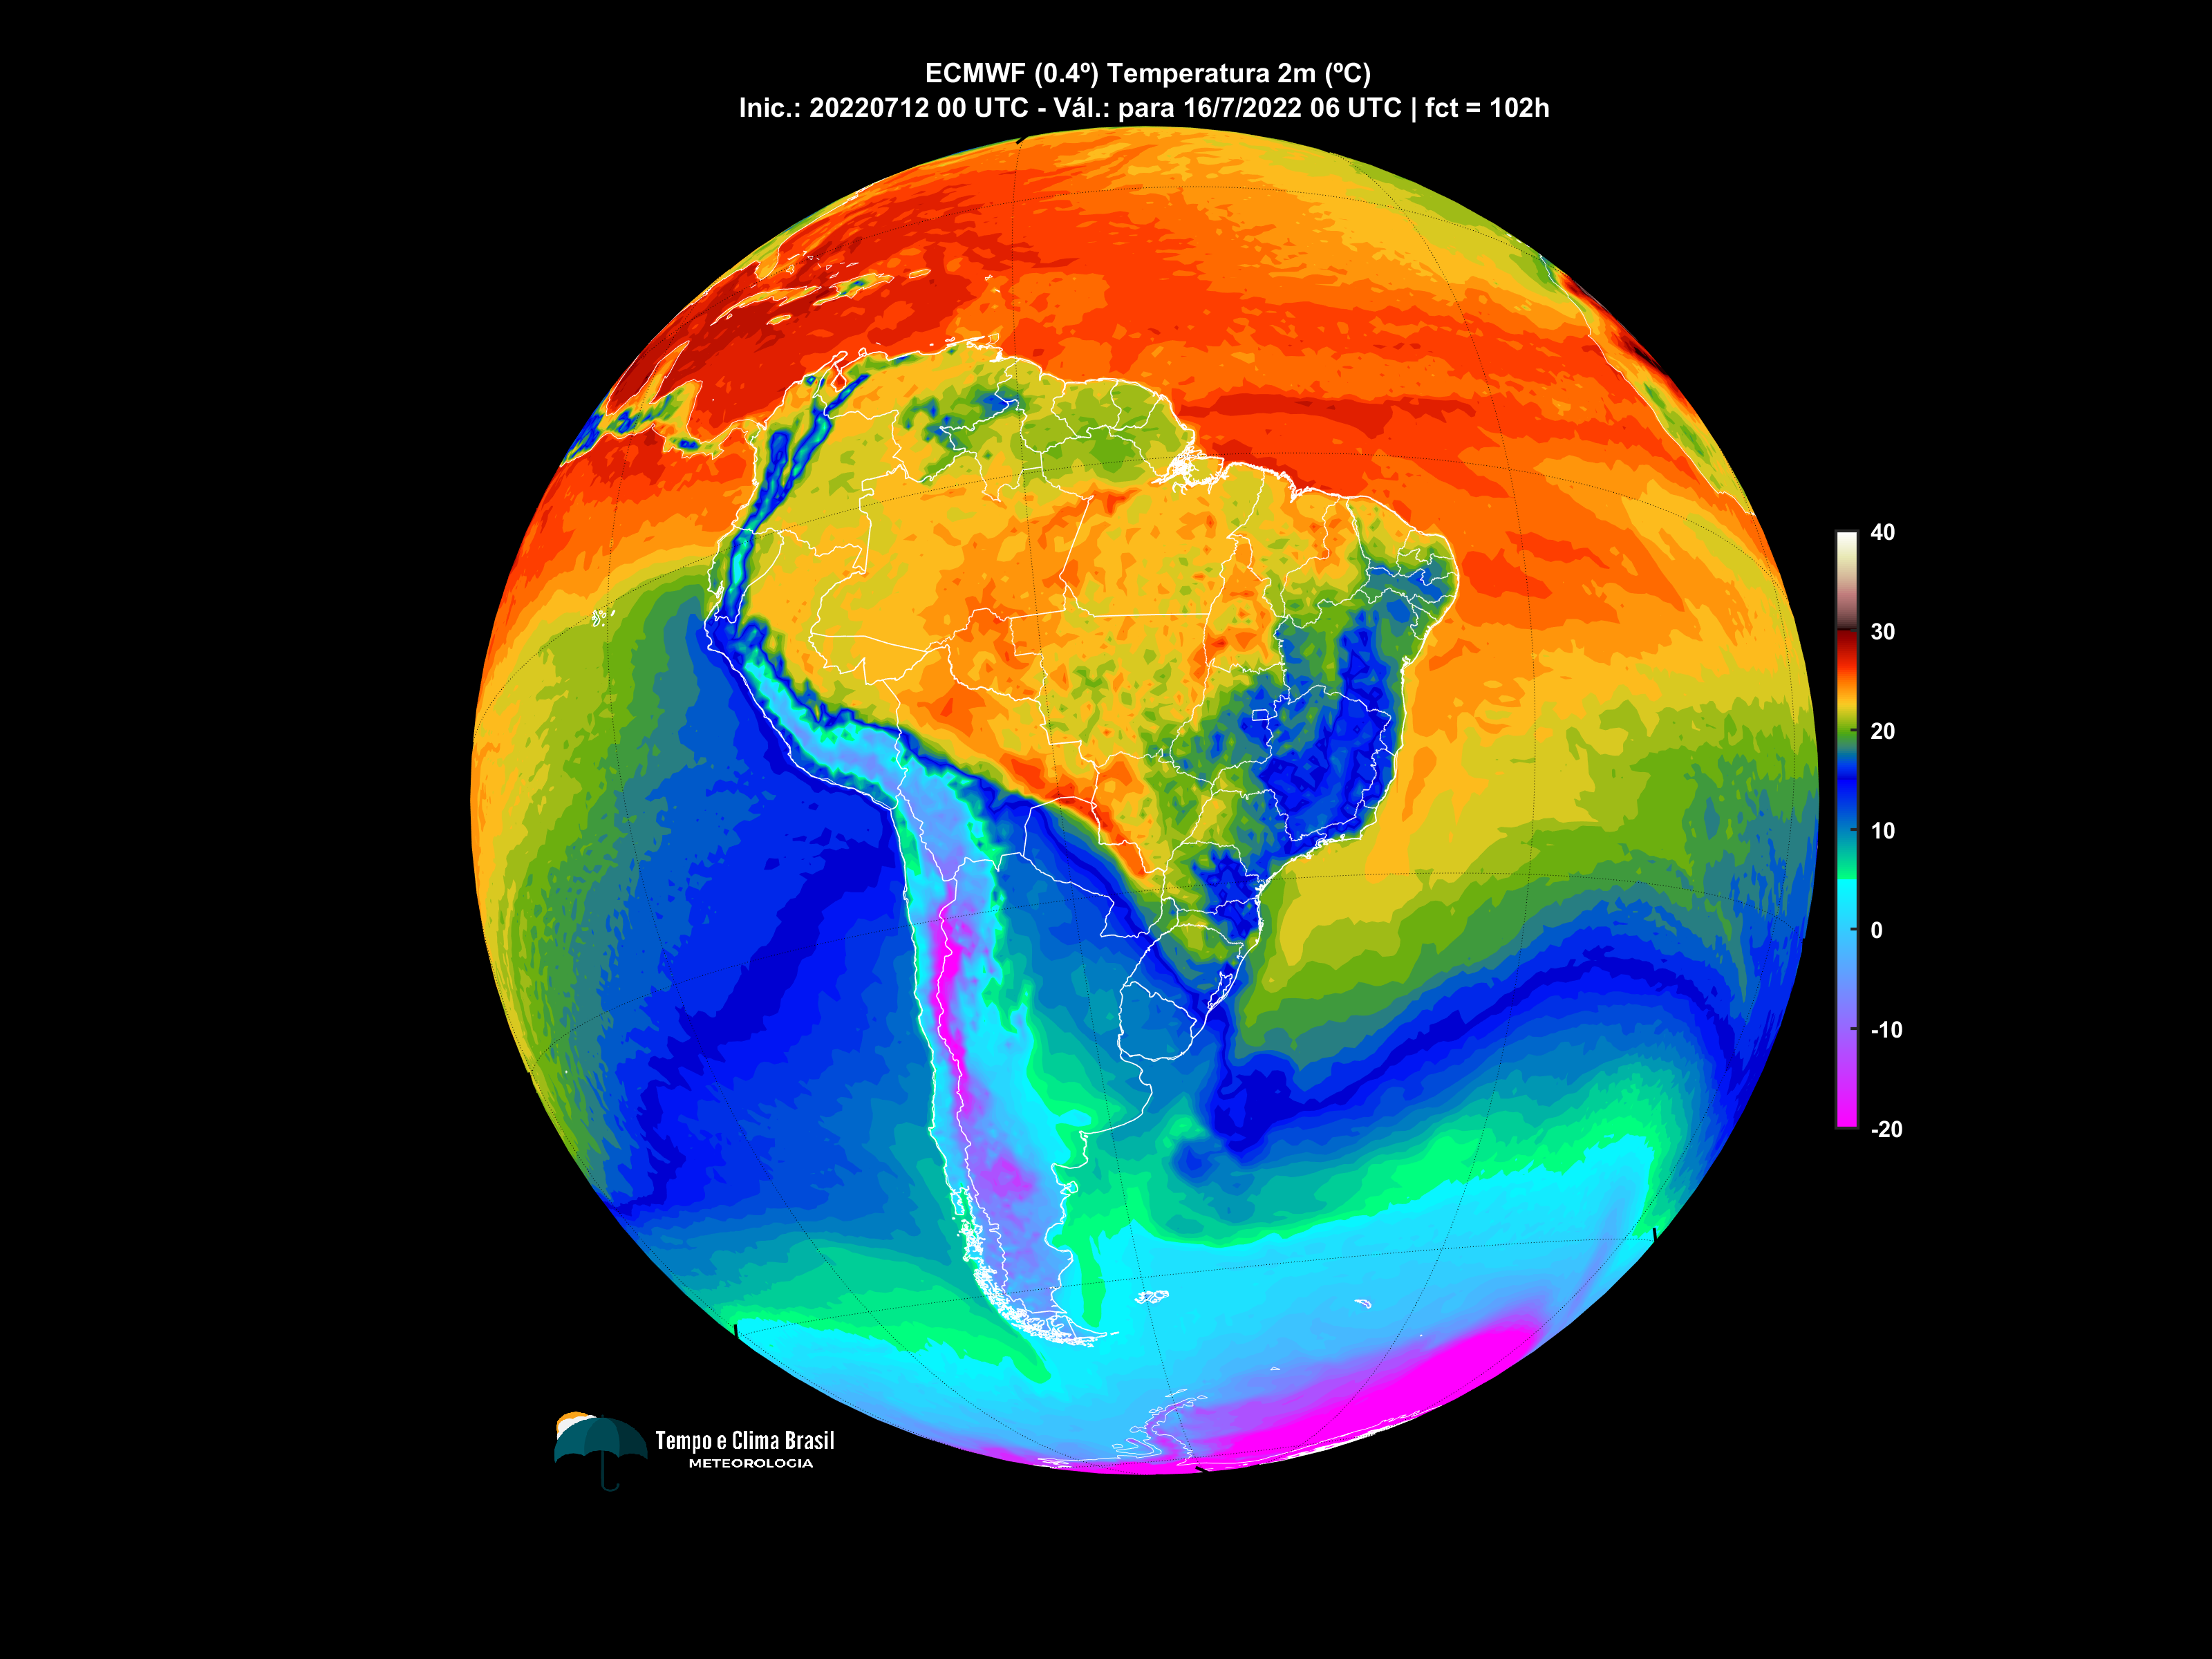 ECMWF (0.4º) Temperatura 2m (ºC)
Inic.: 20220712 00 UTC - Vál.: para 16/7/2022 06 UTC | fct = 102h
40
30
20
10
0
-10
-20
Tempo e Clima Brasil
METEOROLOGIA